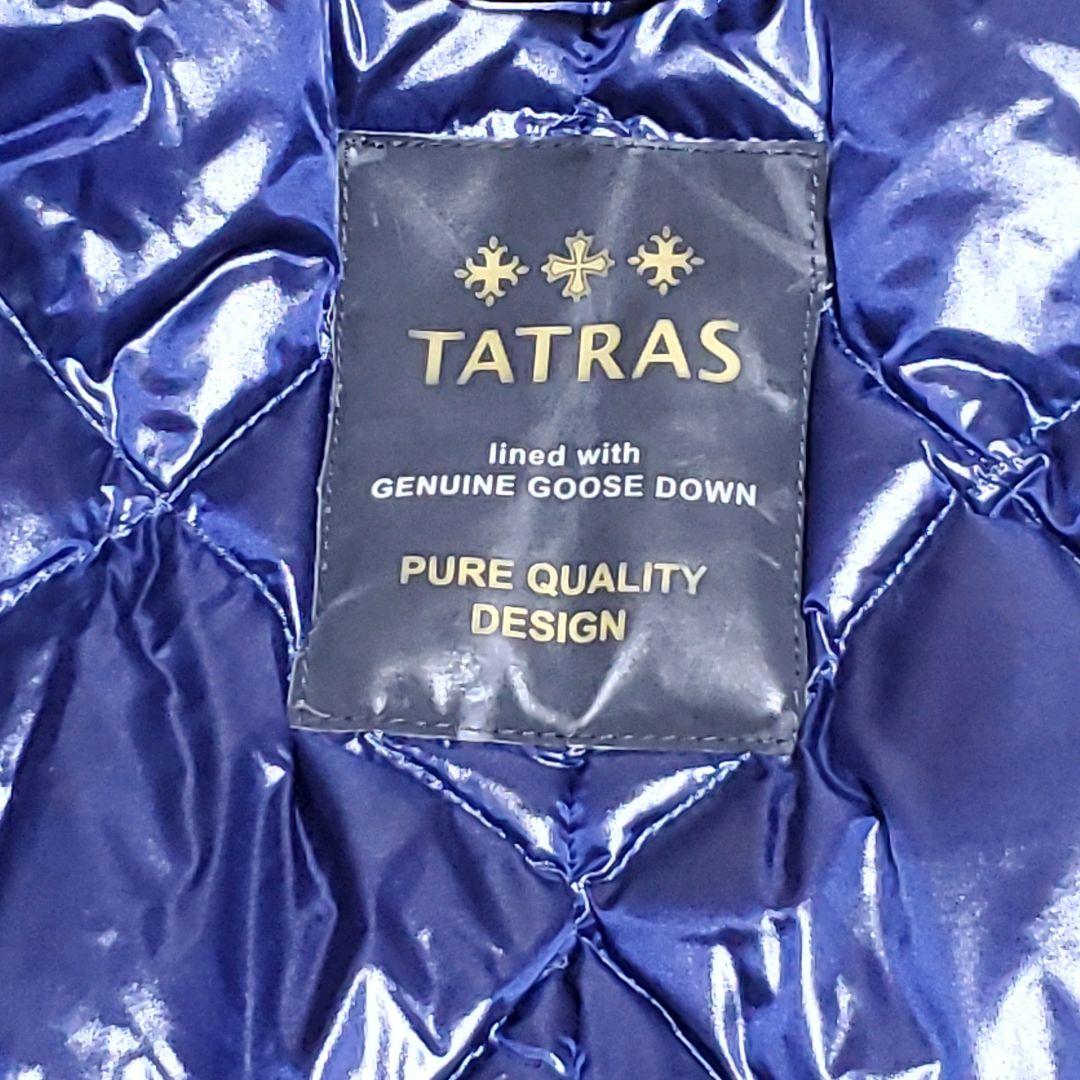 TATRAS
lined with
GENUINE GOOSE DOWN
PURE QUALITY
DESIGN